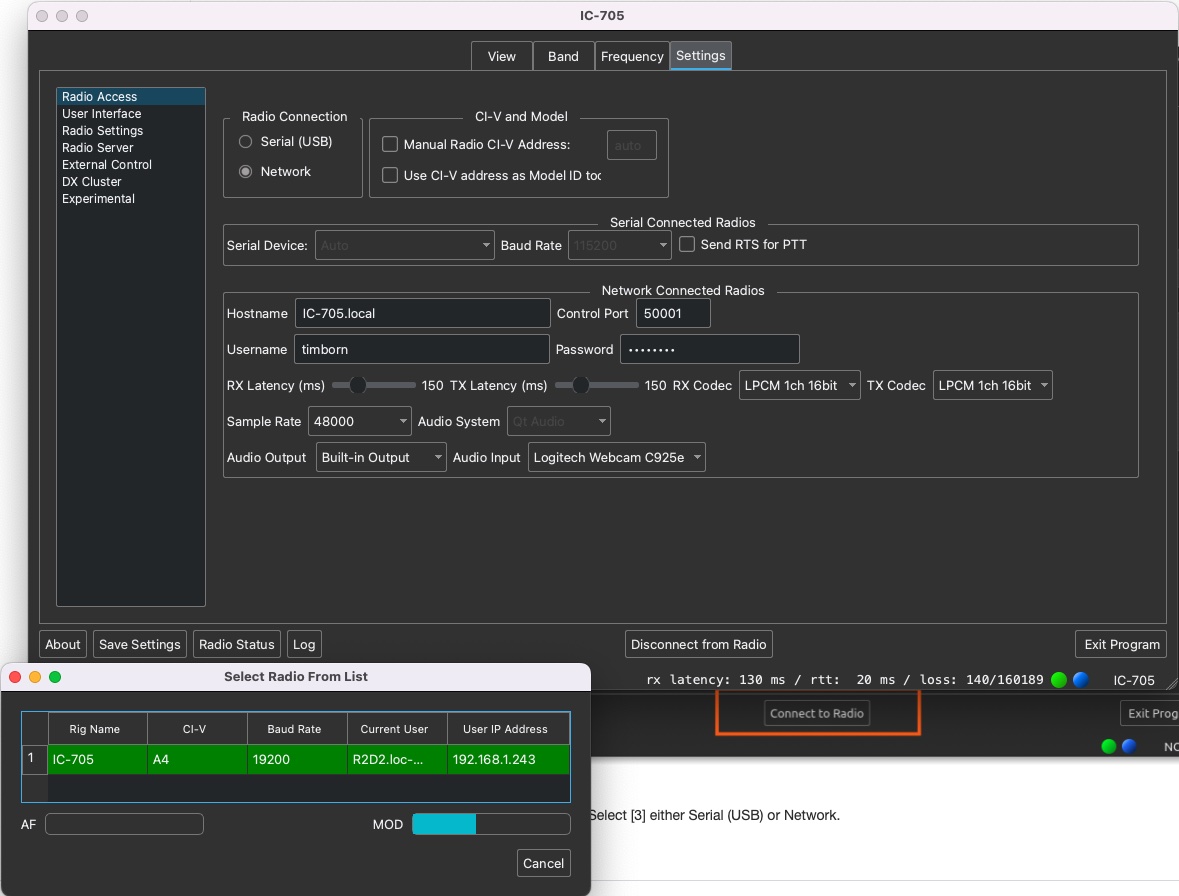 IC-705
View Band Frequency Settings
Radio Access
User Interface
Radio Settings
Radio Server
External Control
DX Cluster
Experimental
Radio Connection
Serial (USB)
Network
CI-V and Model
Manual Radio CI-V Address: auto
Use CI-V address as Model ID too
Serial Connected Radios
Serial Device: Auto Baud Rate 115200 Send RTS for PTT
Network Connected Radios
Hostname IC-705.local Control Port 50001
Username timborn Password ••••••••
RX Latency (ms) 150 TX Latency (ms) 150 RX Codec LPCM 1ch 16bit TX Codec LPCM 1ch 16bit
Sample Rate 48000 Audio System Qt Audio
Audio Output Built-in Output Audio Input Logitech Webcam C925e
About Save Settings Radio Status Log Disconnect from Radio Exit Program
rx latency: 130 ms / rtt: 20 ms / loss: 140/160189 IC-705
Connect to Radio Exit Prog
NO
Select [3] either Serial (USB) or Network.
Select Radio From List
Rig Name CI-V Baud Rate Current User User IP Address
1 IC-705 A4 19200 R2D2.loc-... 192.168.1.243
AF MOD
Cancel